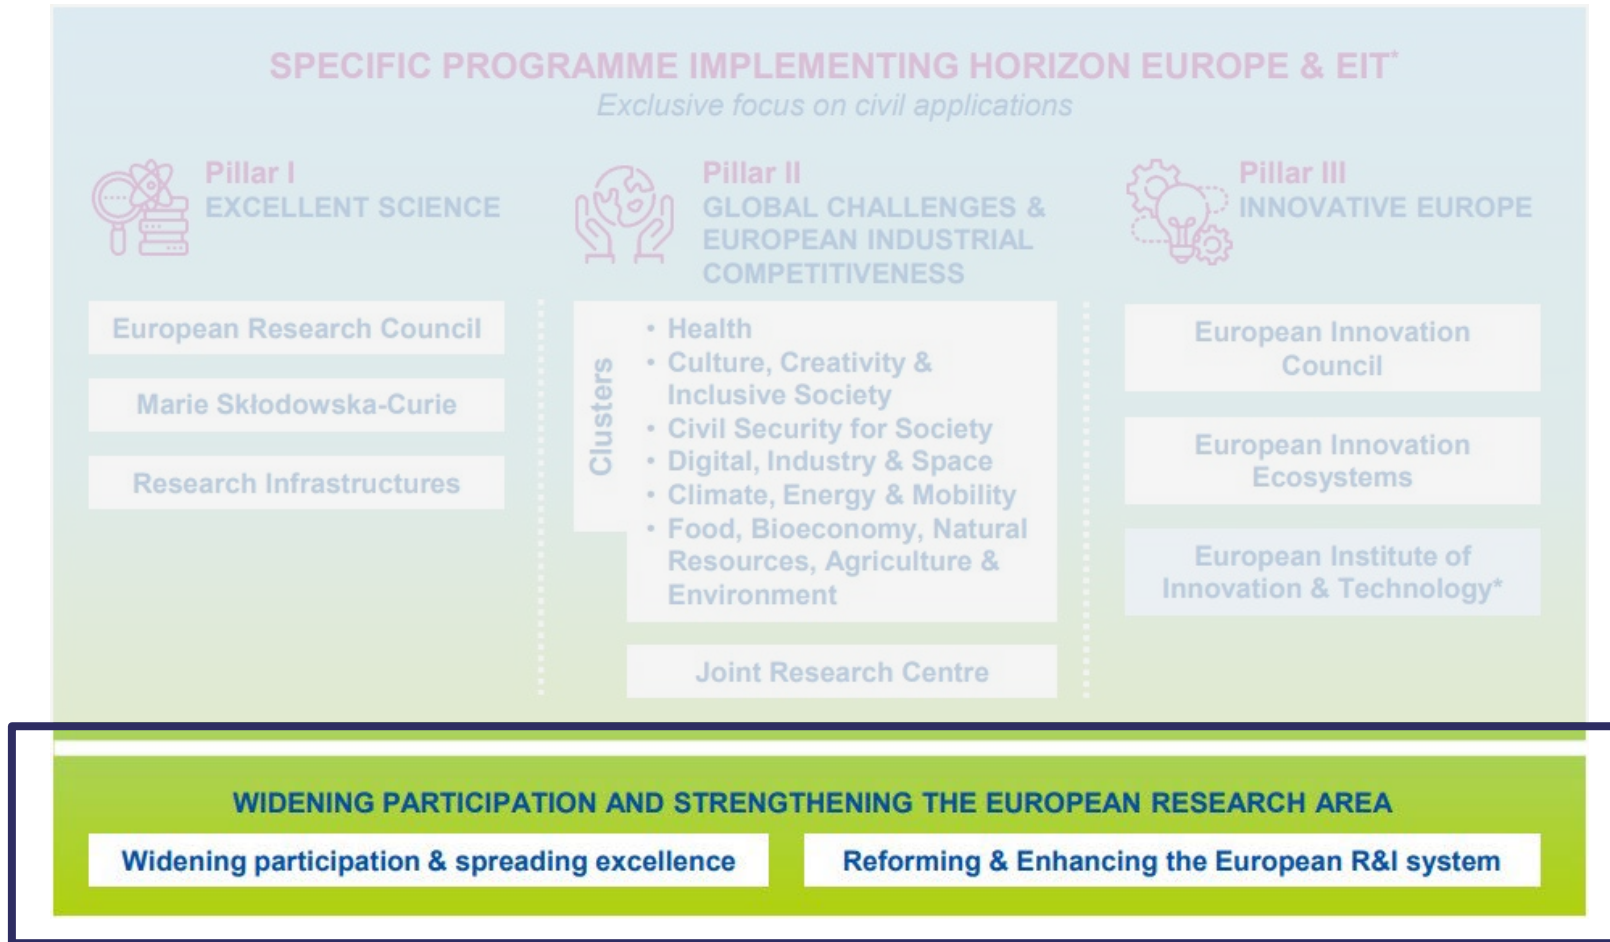 SPECIFIC PROGRAMME IMPLEMENTING HORIZON EUROPE & EIT*
Exclusive focus on civil applications
Pillar I
EXCELLENT SCIENCE
European Research Council
Marie Skłodowska-Curie
Research Infrastructures
Pillar II
GLOBAL CHALLENGES &
EUROPEAN INDUSTRIAL
COMPETITIVENESS
Clusters
• Health
• Culture, Creativity &
Inclusive Society
• Civil Security for Society
• Digital, Industry & Space
• Climate, Energy & Mobility
• Food, Bioeconomy, Natural
Resources, Agriculture &
Environment
Joint Research Centre
Pillar III
INNOVATIVE EUROPE
European Innovation
Council
European Innovation
Ecosystems
European Institute of
Innovation & Technology*
WIDENING PARTICIPATION AND STRENGTHENING THE EUROPEAN RESEARCH AREA
Widening participation & spreading excellence
Reforming & Enhancing the European R&I system